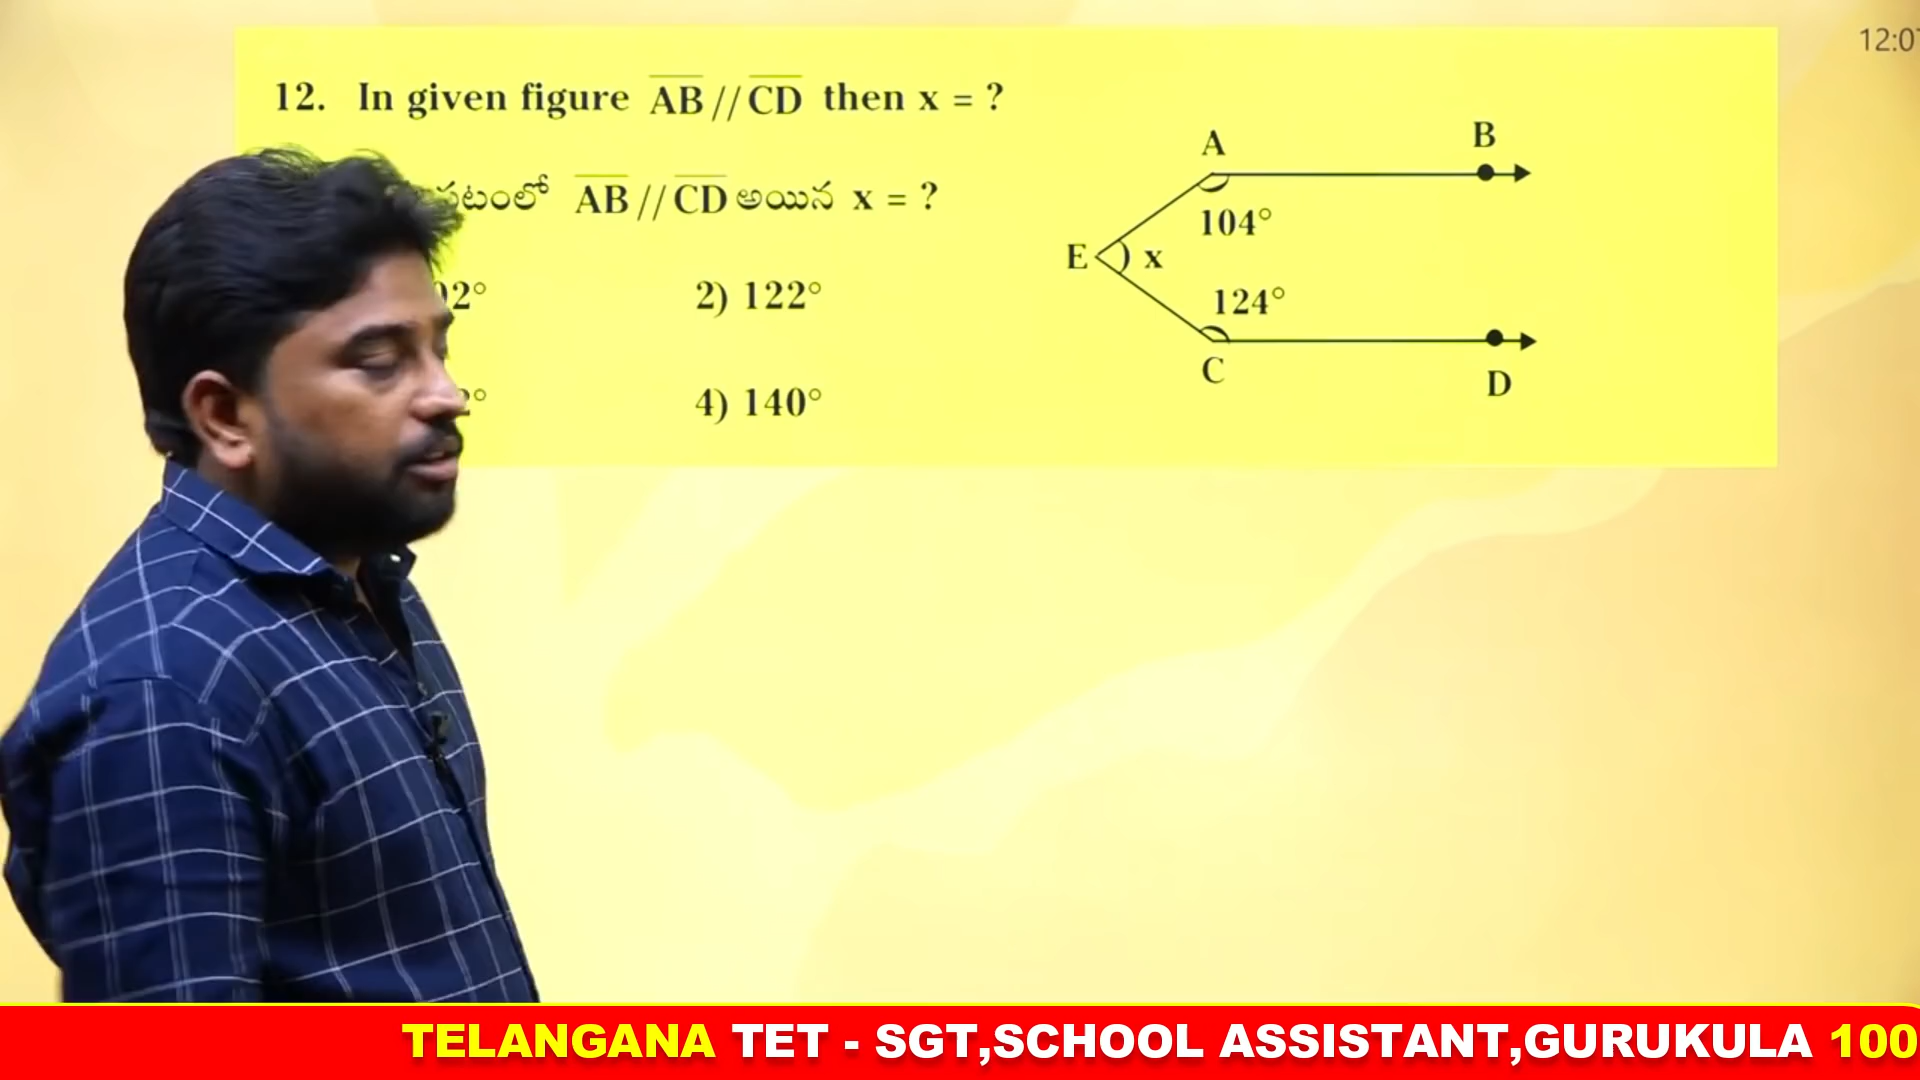 12:0
12. In given figure AB // CD then x = ?
AB // CD అయిన x = ?
2) 122°
4) 140°
A
B
104°
E
x
124°
C
D
TELANGANA TET - SGT,SCHOOL ASSISTANT,GURUKULA 100